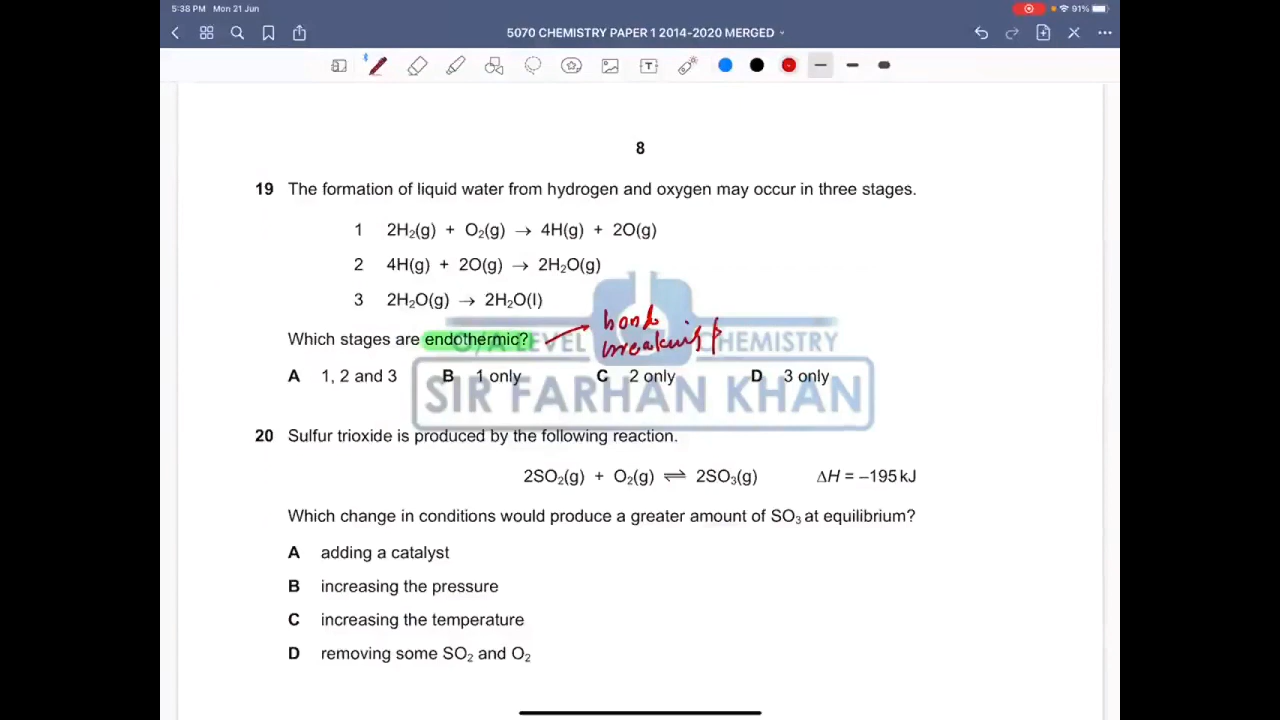 5:38 PM Mon 21 Jun
91%
5070 CHEMISTRY PAPER 1 2014-2020 MERGED
8
19 The formation of liquid water from hydrogen and oxygen may occur in three stages.
1 2H₂(g) + O₂(g) → 4H(g) + 2O(g)
2 4H(g) + 2O(g) → 2H₂O(g)
3 2H₂O(g) → 2H₂O(l)
Which stages are endothermic?
bond
breaking
O/A LEVEL CHEMISTRY
A 1, 2 and 3 B 1 only C 2 only D 3 only
SIR FARHAN KHAN
20 Sulfur trioxide is produced by the following reaction.
2SO₂(g) + O₂(g) ⇌ 2SO₃(g) ΔH = –195 kJ
Which change in conditions would produce a greater amount of SO₃ at equilibrium?
A adding a catalyst
B increasing the pressure
C increasing the temperature
D removing some SO₂ and O₂